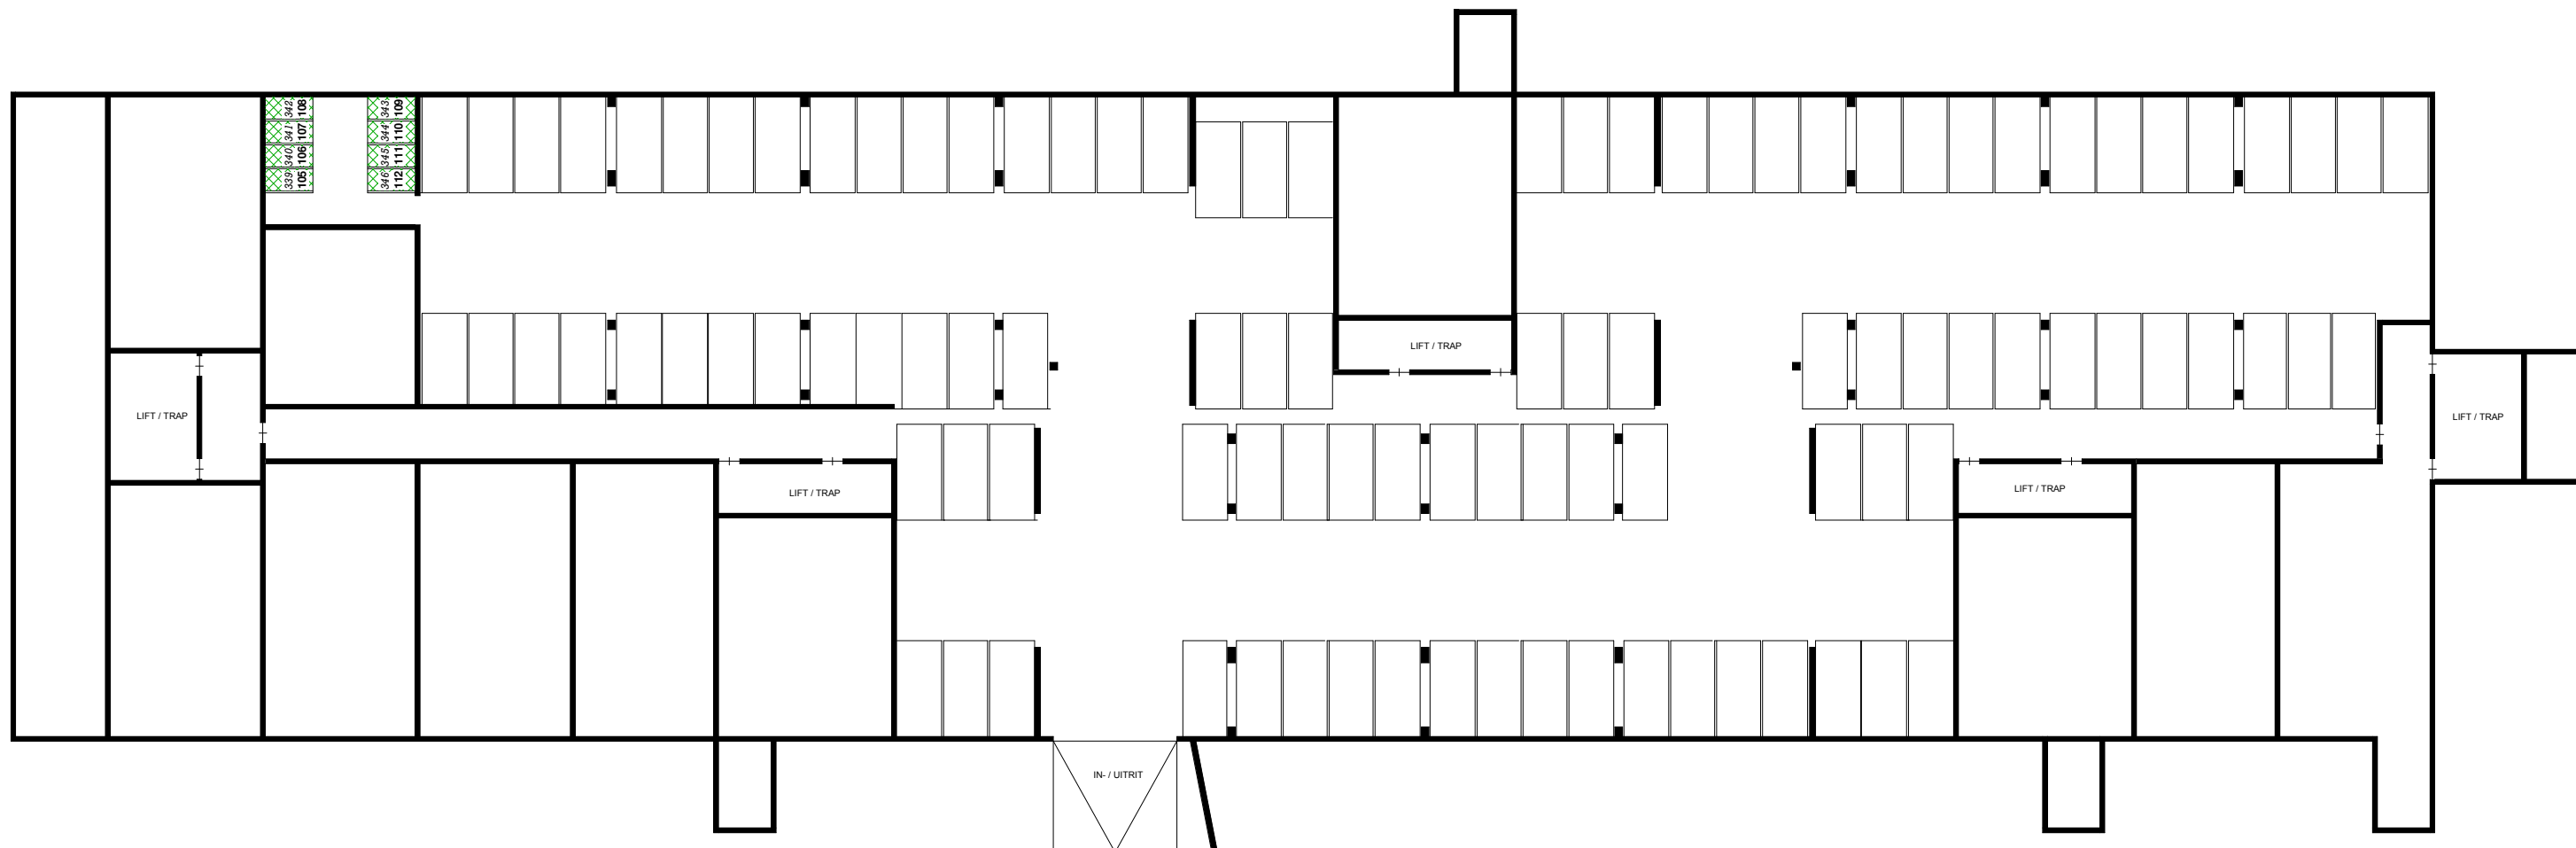 342 108
341 107
340 106
339 105
343 109
344 110
345 111
346 112
LIFT / TRAP
LIFT / TRAP
LIFT / TRAP
LIFT / TRAP
LIFT / TRAP
IN- / UITRIT